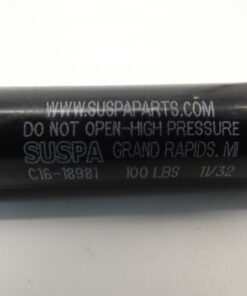 WWW.SUSPAPARTS.COM
DO NOT OPEN-HIGH PRESSURE
SUSPA GRAND RAPIDS, MI
C16-18981 100 LBS 11/32